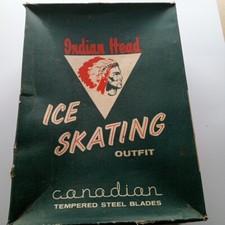 Indian Head
ICE
SKATING
OUTFIT
canadian
TEMPERED STEEL BLADES